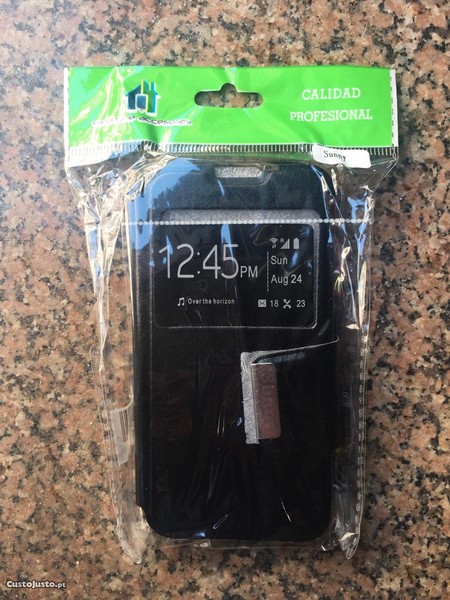 CALIDAD
PROFESIONAL
Sunny
12:45PM
Sun
Aug 24
Over the horizon
18 23
CustoJusto.pt